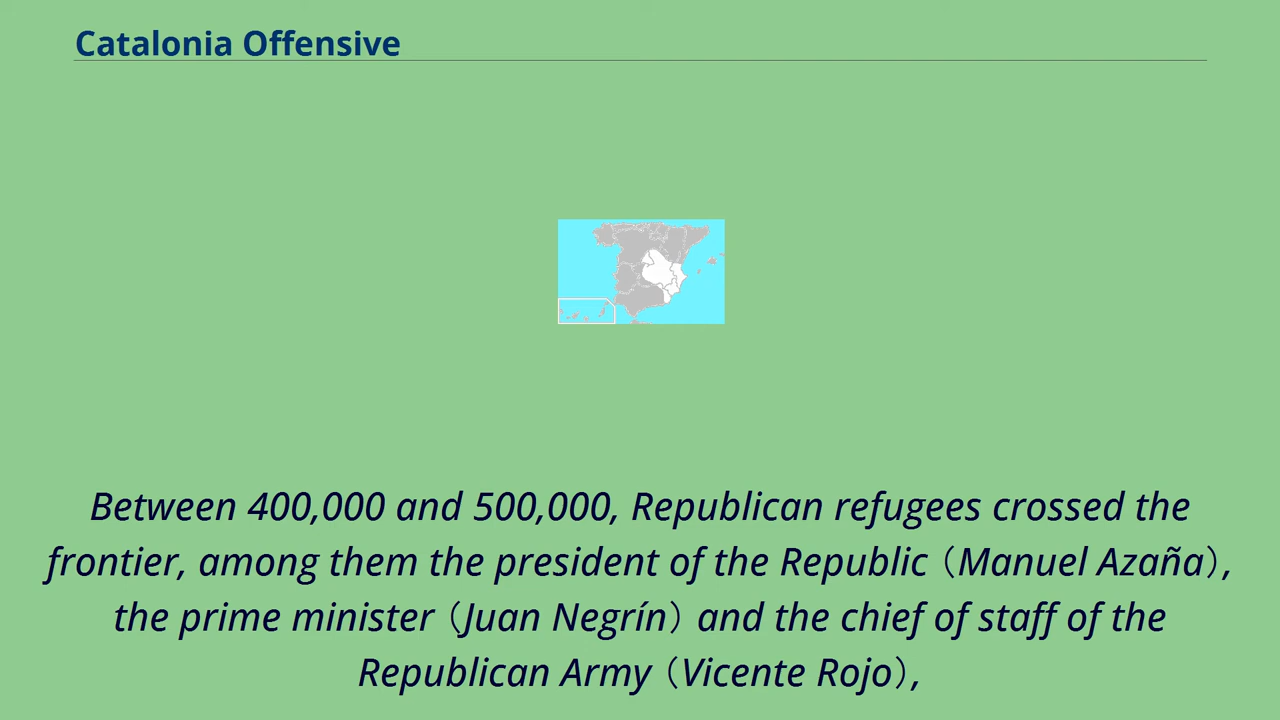 Catalonia Offensive
Between 400,000 and 500,000, Republican refugees crossed the
frontier, among them the president of the Republic (Manuel Azaña),
the prime minister (Juan Negrín) and the chief of staff of the
Republican Army (Vicente Rojo),